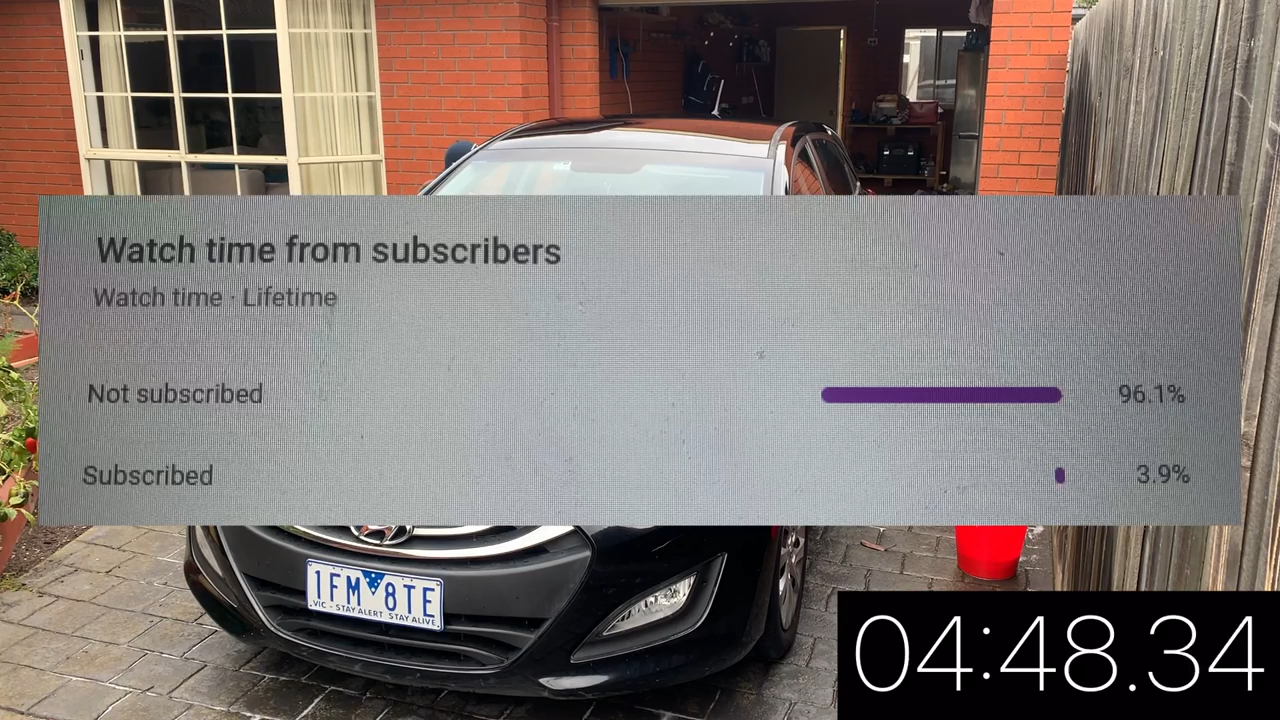 Watch time from subscribers
Watch time · Lifetime
Not subscribed 96.1%
Subscribed 3.9%
1FM 8TE
VIC - STAY ALERT STAY ALIVE
04:48.34